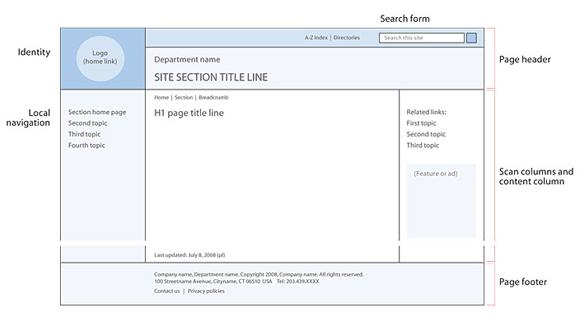 Search form
A-Z Index | Directories
Search this site
Identity
Logo
(home link)
Department name
SITE SECTION TITLE LINE
Page header
Local
navigation
Section home page
Second topic
Third topic
Fourth topic
Home | Section | Breadcrumb
H1 page title line
Related links:
First topic
Second topic
Third topic
(Feature or ad)
Scan columns and
content column
Last updated: July 8, 2008 (pl)
Company name, Department name. Copyright 2008, Company name. All rights reserved.
100 Streetname Avenue, Cityname, CT 06510 USA Tel: 203.439.XXXX
Contact us | Privacy policies
Page footer